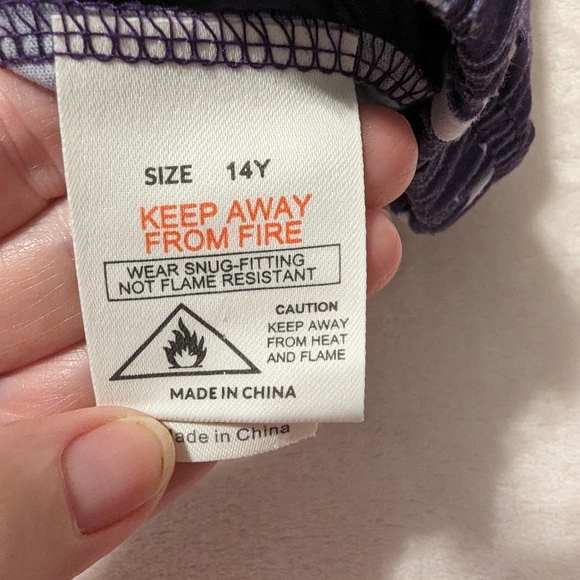 SIZE 14Y
KEEP AWAY
FROM FIRE
WEAR SNUG-FITTING
NOT FLAME RESISTANT
CAUTION
KEEP AWAY
FROM HEAT
AND FLAME
MADE IN CHINA
ade in China